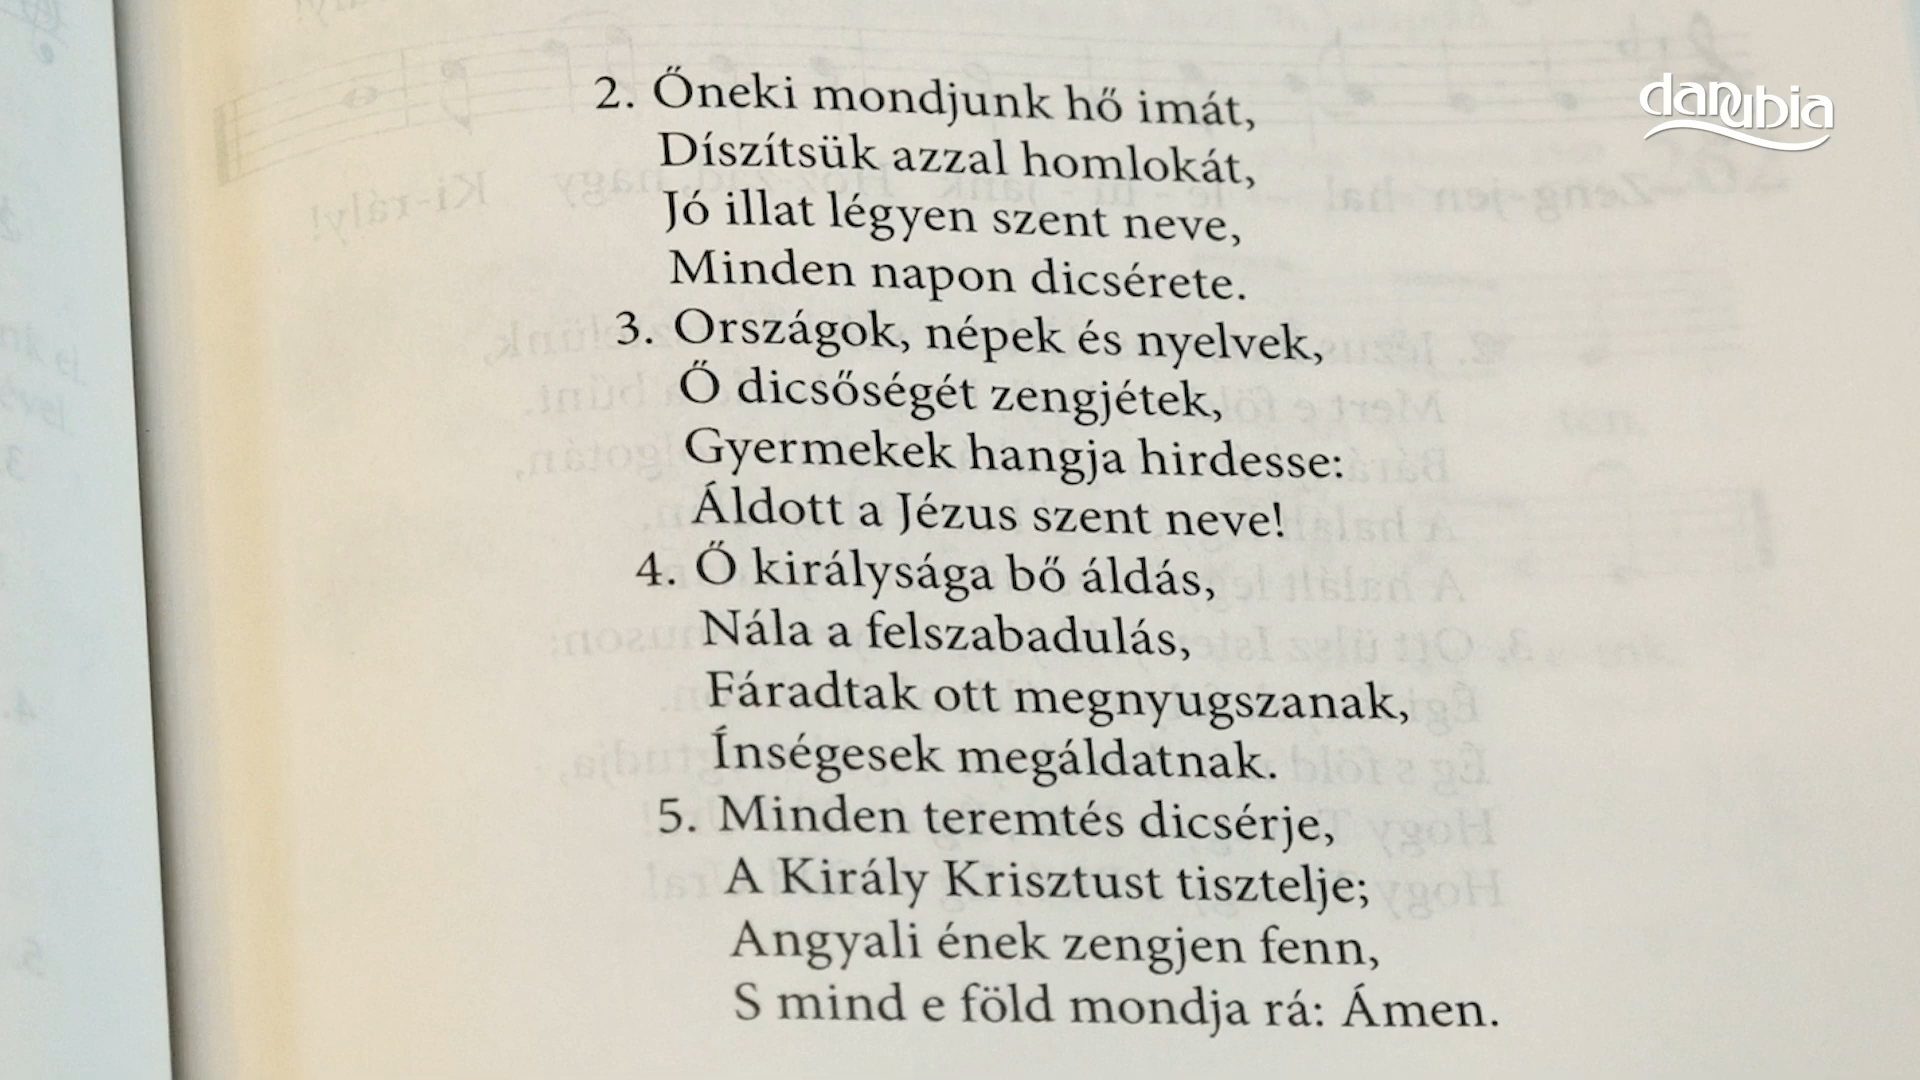 danubia
2. Őneki mondjunk hő imát,
Díszítsük azzal homlokát,
Jó illat légyen szent neve,
Minden napon dicsérete.
3. Országok, népek és nyelvek,
Ő dicsőségét zengjétek,
Gyermekek hangja hirdesse:
Áldott a Jézus szent neve!
4. Ő királysága bő áldás,
Nála a felszabadulás,
Fáradtak ott megnyugszanak,
Ínségesek megáldatnak.
5. Minden teremtés dicsérje,
A Király Krisztust tisztelje;
Angyali ének zengjen fenn,
S mind e föld mondja rá: Ámen.